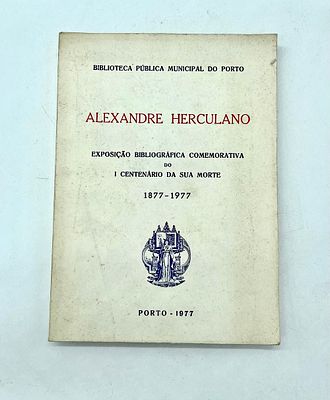 BIBLIOTECA PÚBLICA MUNICIPAL DO PORTO
ALEXANDRE HERCULANO
EXPOSIÇÃO BIBLIOGRÁFICA COMEMORATIVA
DO
I CENTENÁRIO DA SUA MORTE
1877-1977
PORTO - 1977